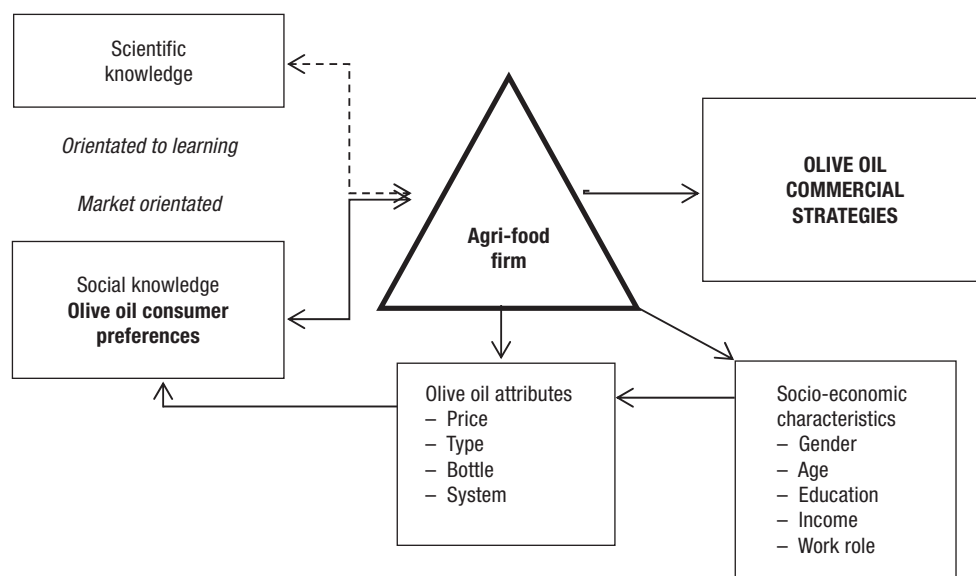 Scientific
knowledge
Orientated to learning
Market orientated
Social knowledge
Olive oil consumer
preferences
Agri-food
firm
OLIVE OIL
COMMERCIAL
STRATEGIES
Olive oil attributes
– Price
– Type
– Bottle
– System
Socio-economic
characteristics
– Gender
– Age
– Education
– Income
– Work role